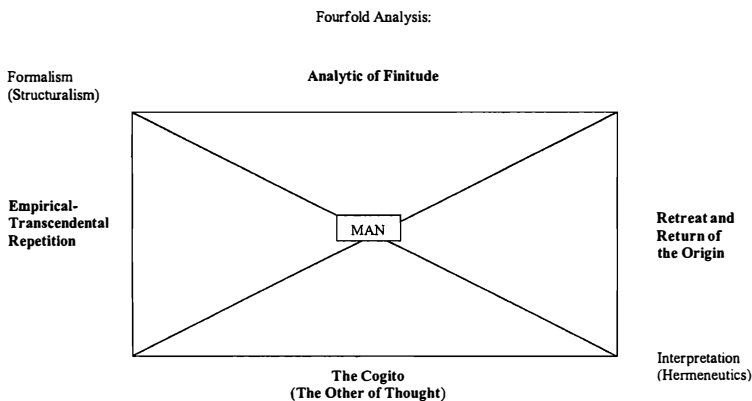 Fourfold Analysis:
Formalism
(Structuralism)
Analytic of Finitude
Empirical-
Transcendental
Repetition
MAN
Retreat and
Return of
the Origin
Interpretation
(Hermeneutics)
The Cogito
(The Other of Thought)